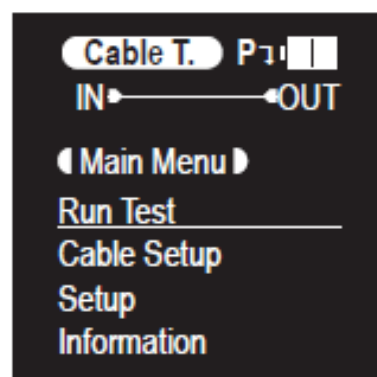 Cable T. P
IN OUT
Main Menu
Run Test
Cable Setup
Setup
Information